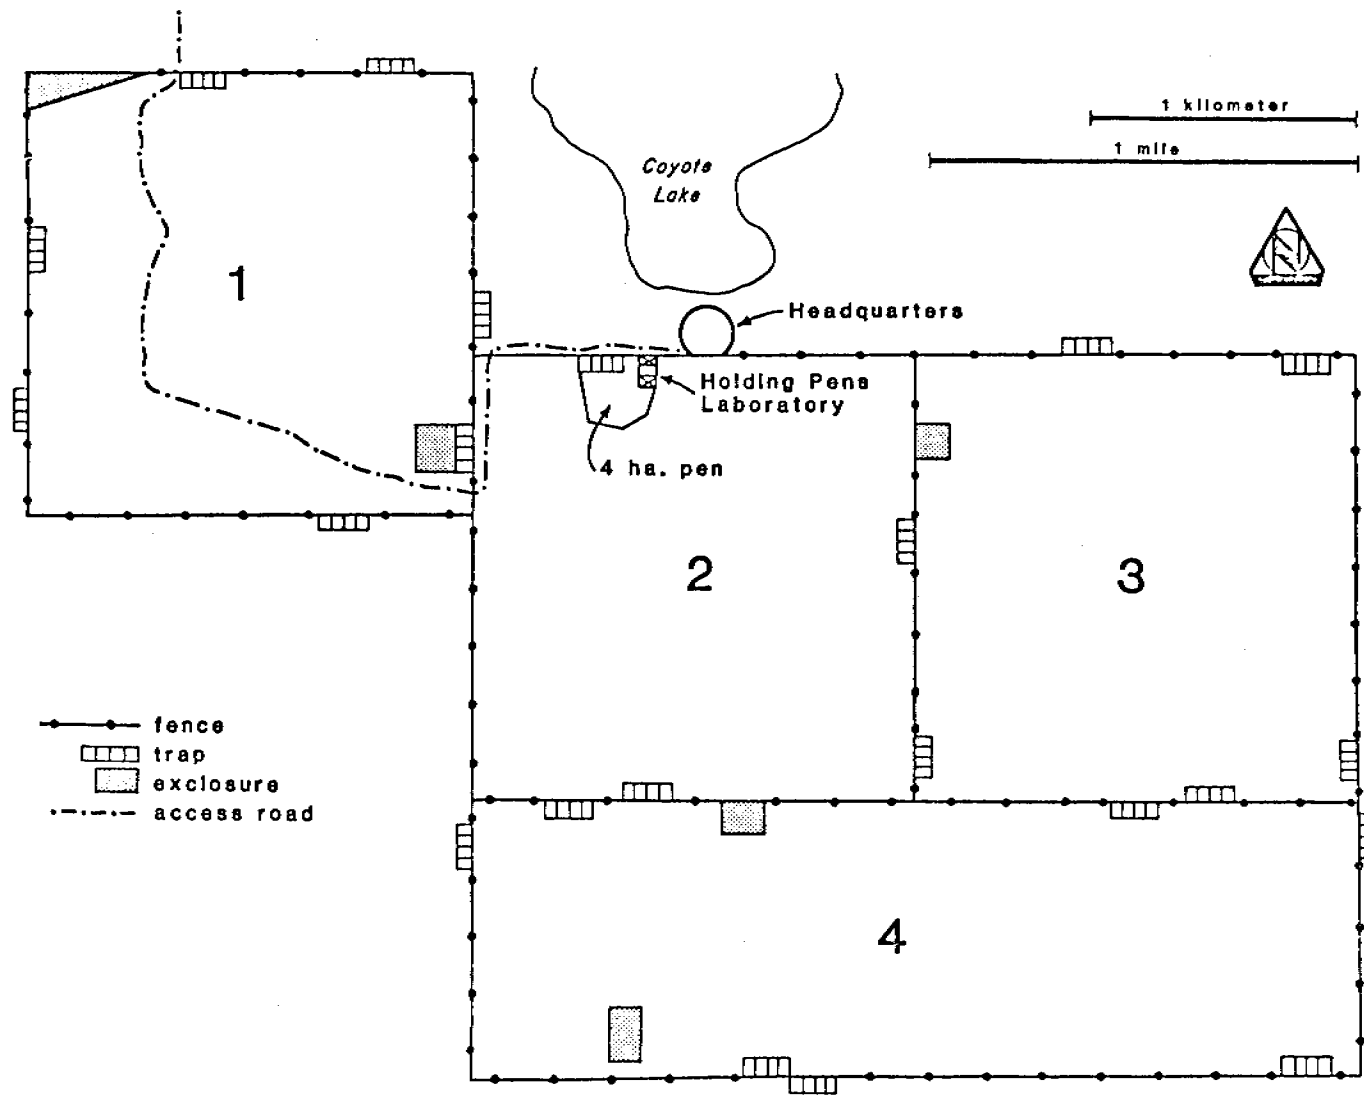 1 kilometer
1 mile
Coyote
Lake
1
Headquarters
Holding Pens
Laboratory
4 ha. pen
2
3
fence
trap
exclosure
access road
4
N